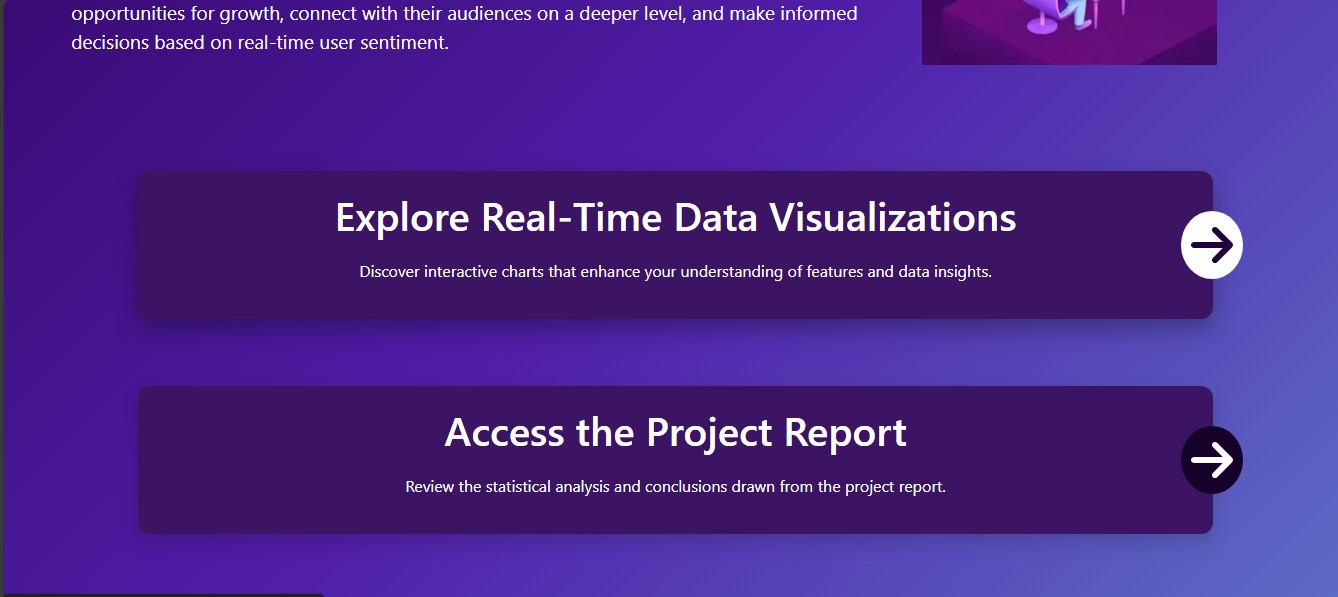 opportunities for growth, connect with their audiences on a deeper level, and make informed
decisions based on real-time user sentiment.
Explore Real-Time Data Visualizations
Discover interactive charts that enhance your understanding of features and data insights.
Access the Project Report
Review the statistical analysis and conclusions drawn from the project report.